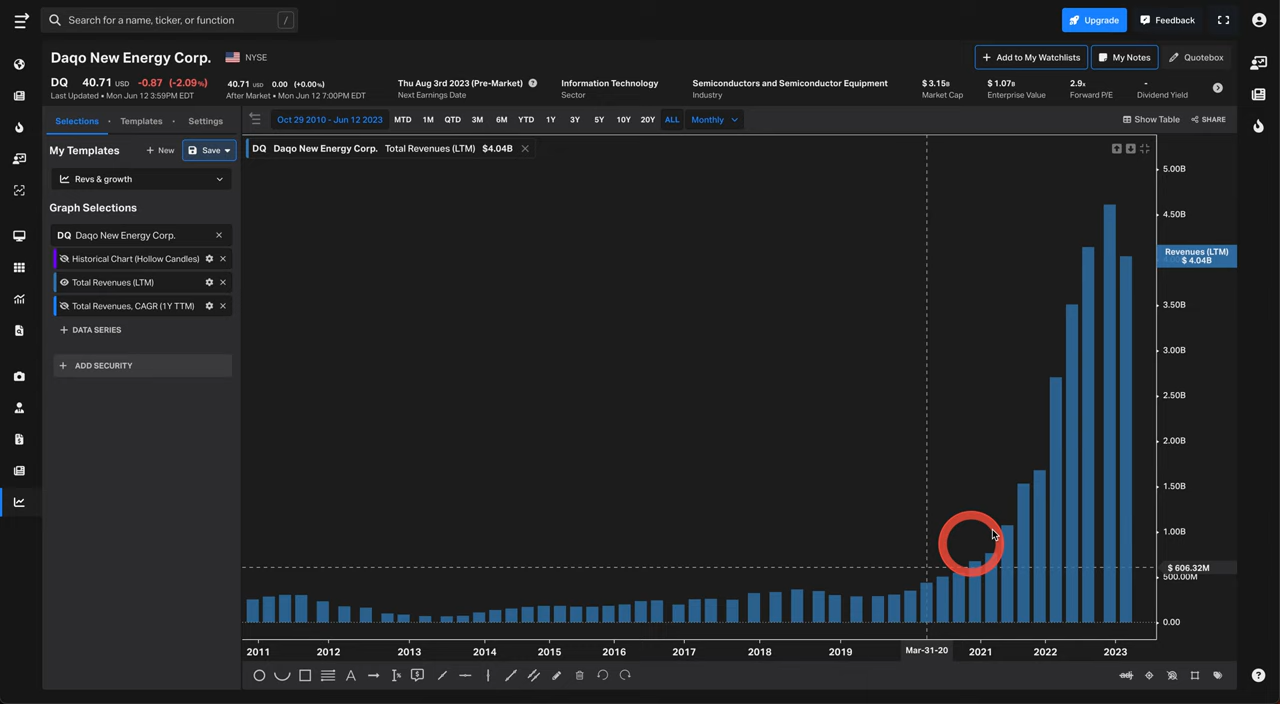 Search for a name, ticker, or function
/
Upgrade
Feedback
Daqo New Energy Corp.
NYSE
Add to My Watchlists
My Notes
Quotebox
DQ 40.71 USD -0.87 (-2.09%)
Last Updated • Mon Jun 12 3:59PM EDT
40.71 USD 0.00 (+0.00%)
After Market • Mon Jun 12 7:00PM EDT
Thu Aug 3rd 2023 (Pre-Market) ?
Next Earnings Date
Information Technology
Sector
Semiconductors and Semiconductor Equipment
Industry
$ 3.15B
Market Cap
$ 1.07B
Enterprise Value
2.9x
Forward P/E
-
Dividend Yield
Selections • Templates • Settings
Oct 29 2010 - Jun 12 2023 MTD 1M QTD 3M 6M YTD 1Y 3Y 5Y 10Y 20Y ALL Monthly
Show Table
SHARE
My Templates
+ New
Save
Revs & growth
Graph Selections
DQ Daqo New Energy Corp.
Historical Chart (Hollow Candles)
Total Revenues (LTM)
Total Revenues, CAGR (1Y TTM)
+ DATA SERIES
+ ADD SECURITY
DQ Daqo New Energy Corp. Total Revenues (LTM) $4.04B
5.00B
4.50B
Revenues (LTM)
$ 4.04B
3.50B
3.00B
2.50B
2.00B
1.50B
1.00B
$ 606.32M
500.00M
0.00
2011 2012 2013 2014 2015 2016 2017 2018 2019 Mar-31-20 2021 2022 2023
A
adj
?